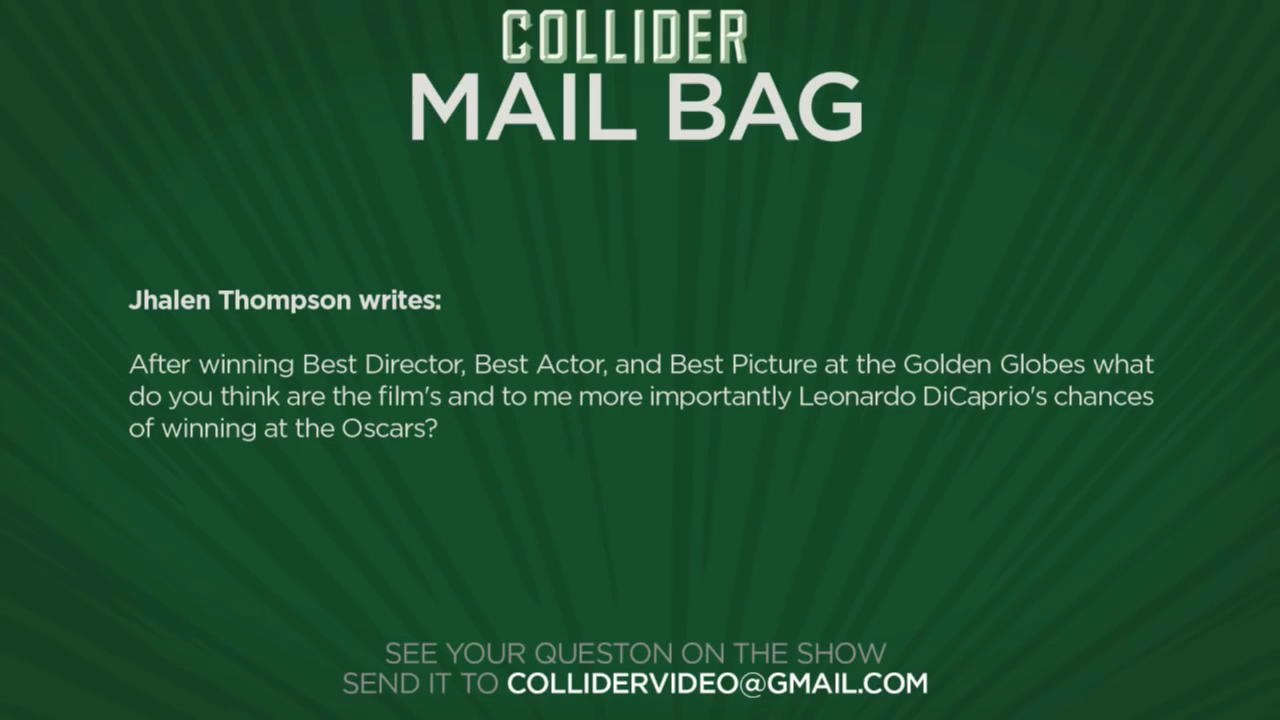 COLLIDER
MAIL BAG
Jhalen Thompson writes:
After winning Best Director, Best Actor, and Best Picture at the Golden Globes what
do you think are the film's and to me more importantly Leonardo DiCaprio's chances
of winning at the Oscars?
SEE YOUR QUESTON ON THE SHOW
SEND IT TO COLLIDERVIDEO@GMAIL.COM